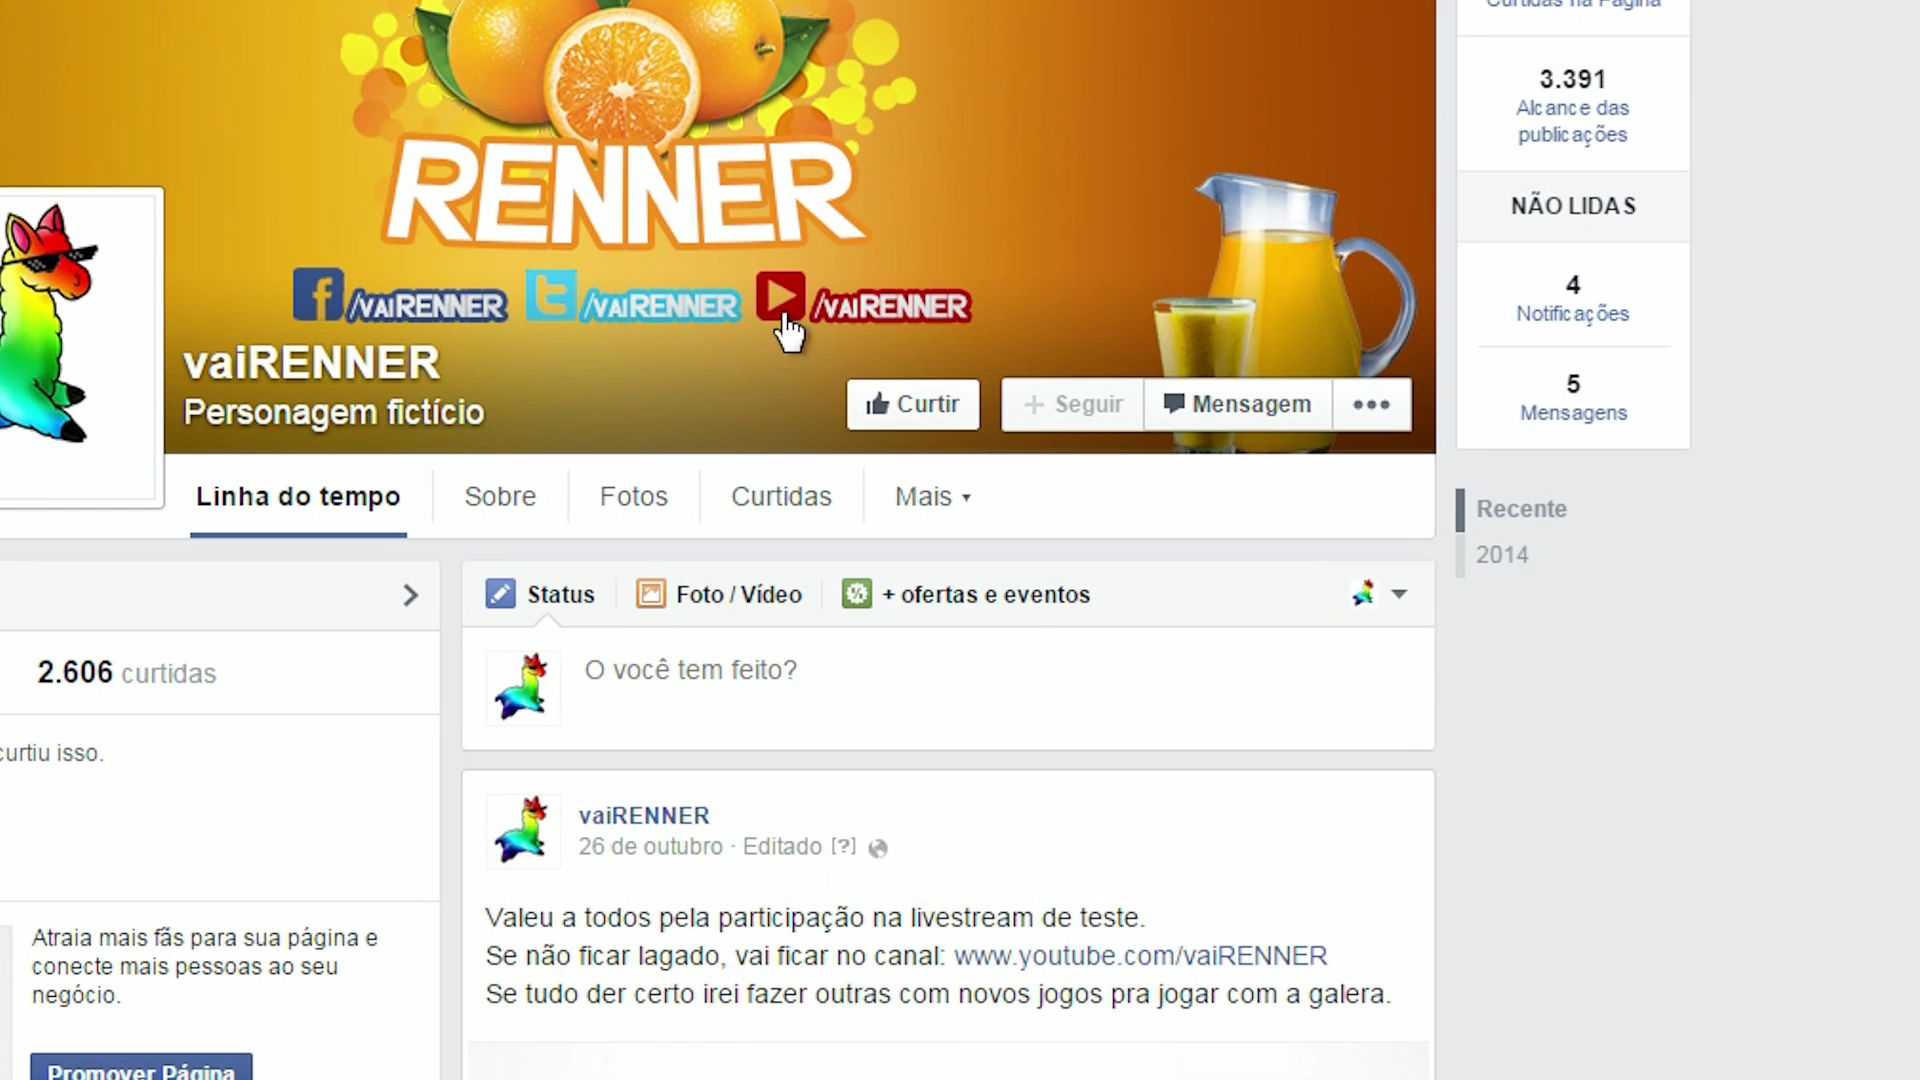 Curtidas na Página
3.391
Alcance das
publicações
NÃO LIDAS
4
Notificações
5
Mensagens
Recente
2014
RENNER
/vaiRENNER /vaiRENNER /vaiRENNER
vaiRENNER
Personagem fictício
Curtir + Seguir Mensagem
Linha do tempo Sobre Fotos Curtidas Mais
2.606 curtidas
curtiu isso.
Atraia mais fãs para sua página e
conecte mais pessoas ao seu
negócio.
Promover Página
Status Foto / Vídeo + ofertas e eventos
O você tem feito?
vaiRENNER
26 de outubro · Editado [?]
Valeu a todos pela participação na livestream de teste.
Se não ficar lagado, vai ficar no canal: www.youtube.com/vaiRENNER
Se tudo der certo irei fazer outras com novos jogos pra jogar com a galera.